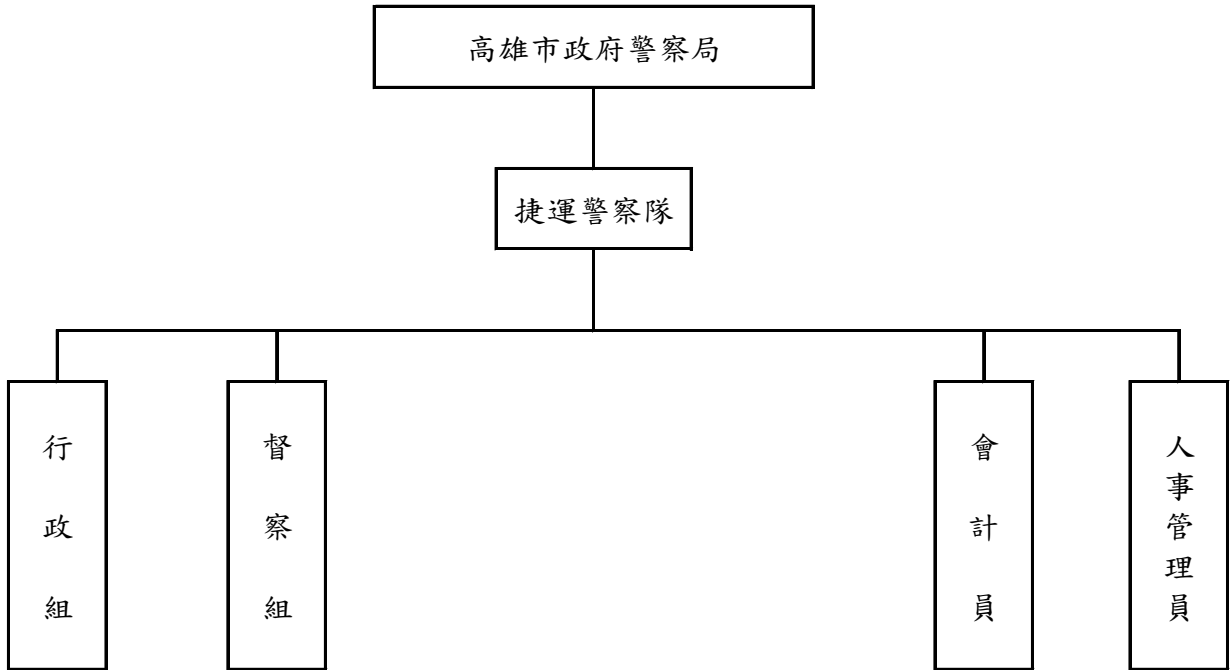 高雄市政府警察局
捷運警察隊
行政組
督察組
會計員
人事管理員